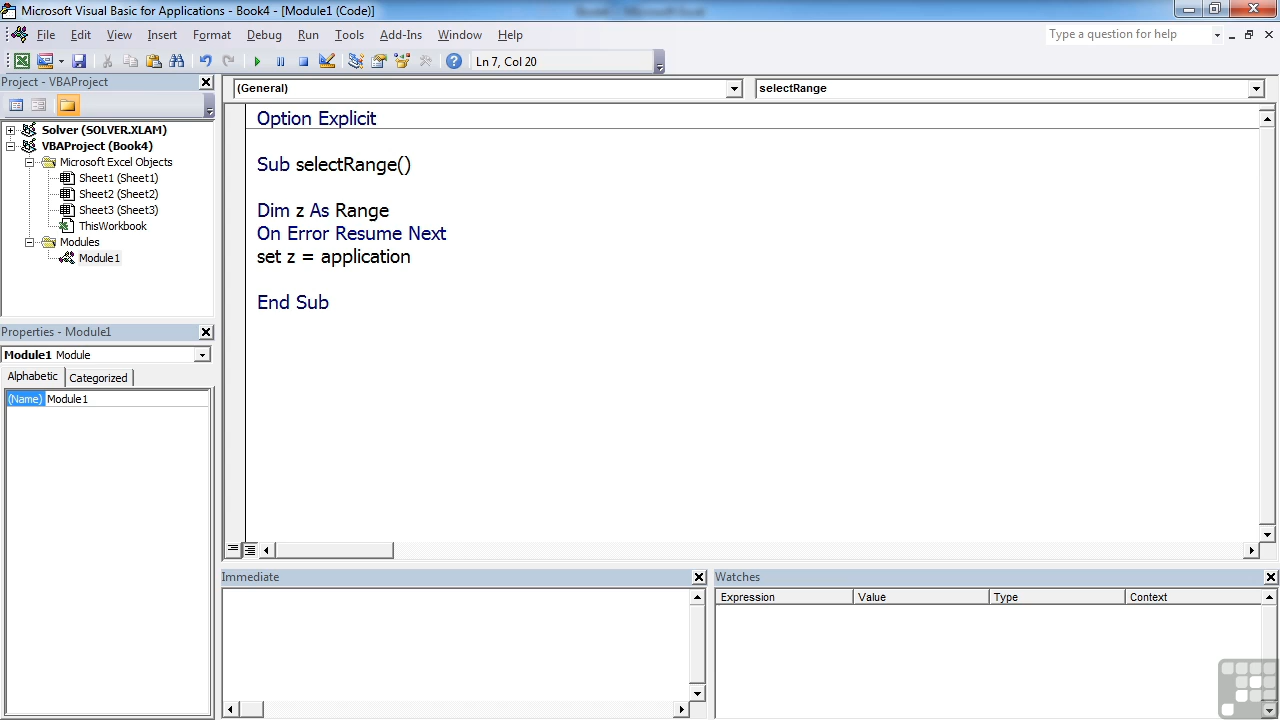 Microsoft Visual Basic for Applications - Book4 - [Module1 (Code)]
File Edit View Insert Format Debug Run Tools Add-Ins Window Help
Type a question for help
Ln 7, Col 20
Project - VBAProject
(General)
selectRange
Solver (SOLVER.XLAM)
VBAProject (Book4)
Microsoft Excel Objects
Sheet1 (Sheet1)
Sheet2 (Sheet2)
Sheet3 (Sheet3)
ThisWorkbook
Modules
Module1
Option Explicit
Sub selectRange()
Dim z As Range
On Error Resume Next
set z = application
End Sub
Properties - Module1
Module1 Module
Alphabetic Categorized
(Name) Module1
Immediate
Watches
Expression Value Type Context